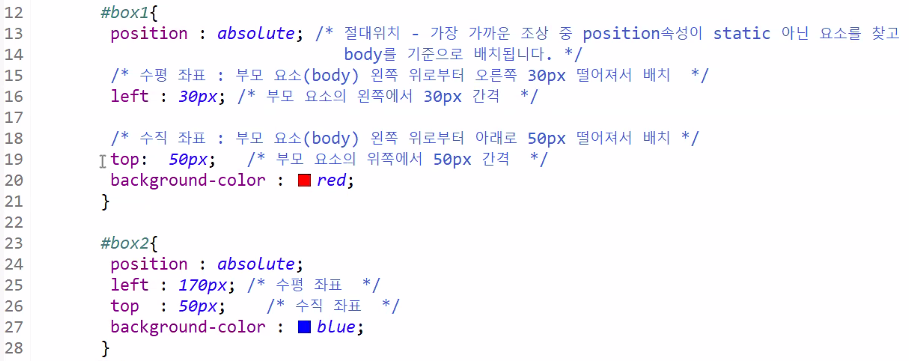 12 #box1{
13 position : absolute; /* 절대위치 - 가장 가까운 조상 중 position속성이 static 아닌 요소를 찾고
14 body를 기준으로 배치됩니다. */
15 /* 수평 좌표 : 부모 요소(body) 왼쪽 위로부터 오른쪽 30px 떨어져서 배치 */
16 left : 30px; /* 부모 요소의 왼쪽에서 30px 간격 */
17
18 /* 수직 좌표 : 부모 요소(body) 왼쪽 위로부터 아래로 50px 떨어져서 배치 */
19 top: 50px; /* 부모 요소의 위쪽에서 50px 간격 */
20 background-color : red;
21 }
22
23 #box2{
24 position : absolute;
25 left : 170px; /* 수평 좌표 */
26 top : 50px; /* 수직 좌표 */
27 background-color : blue;
28 }